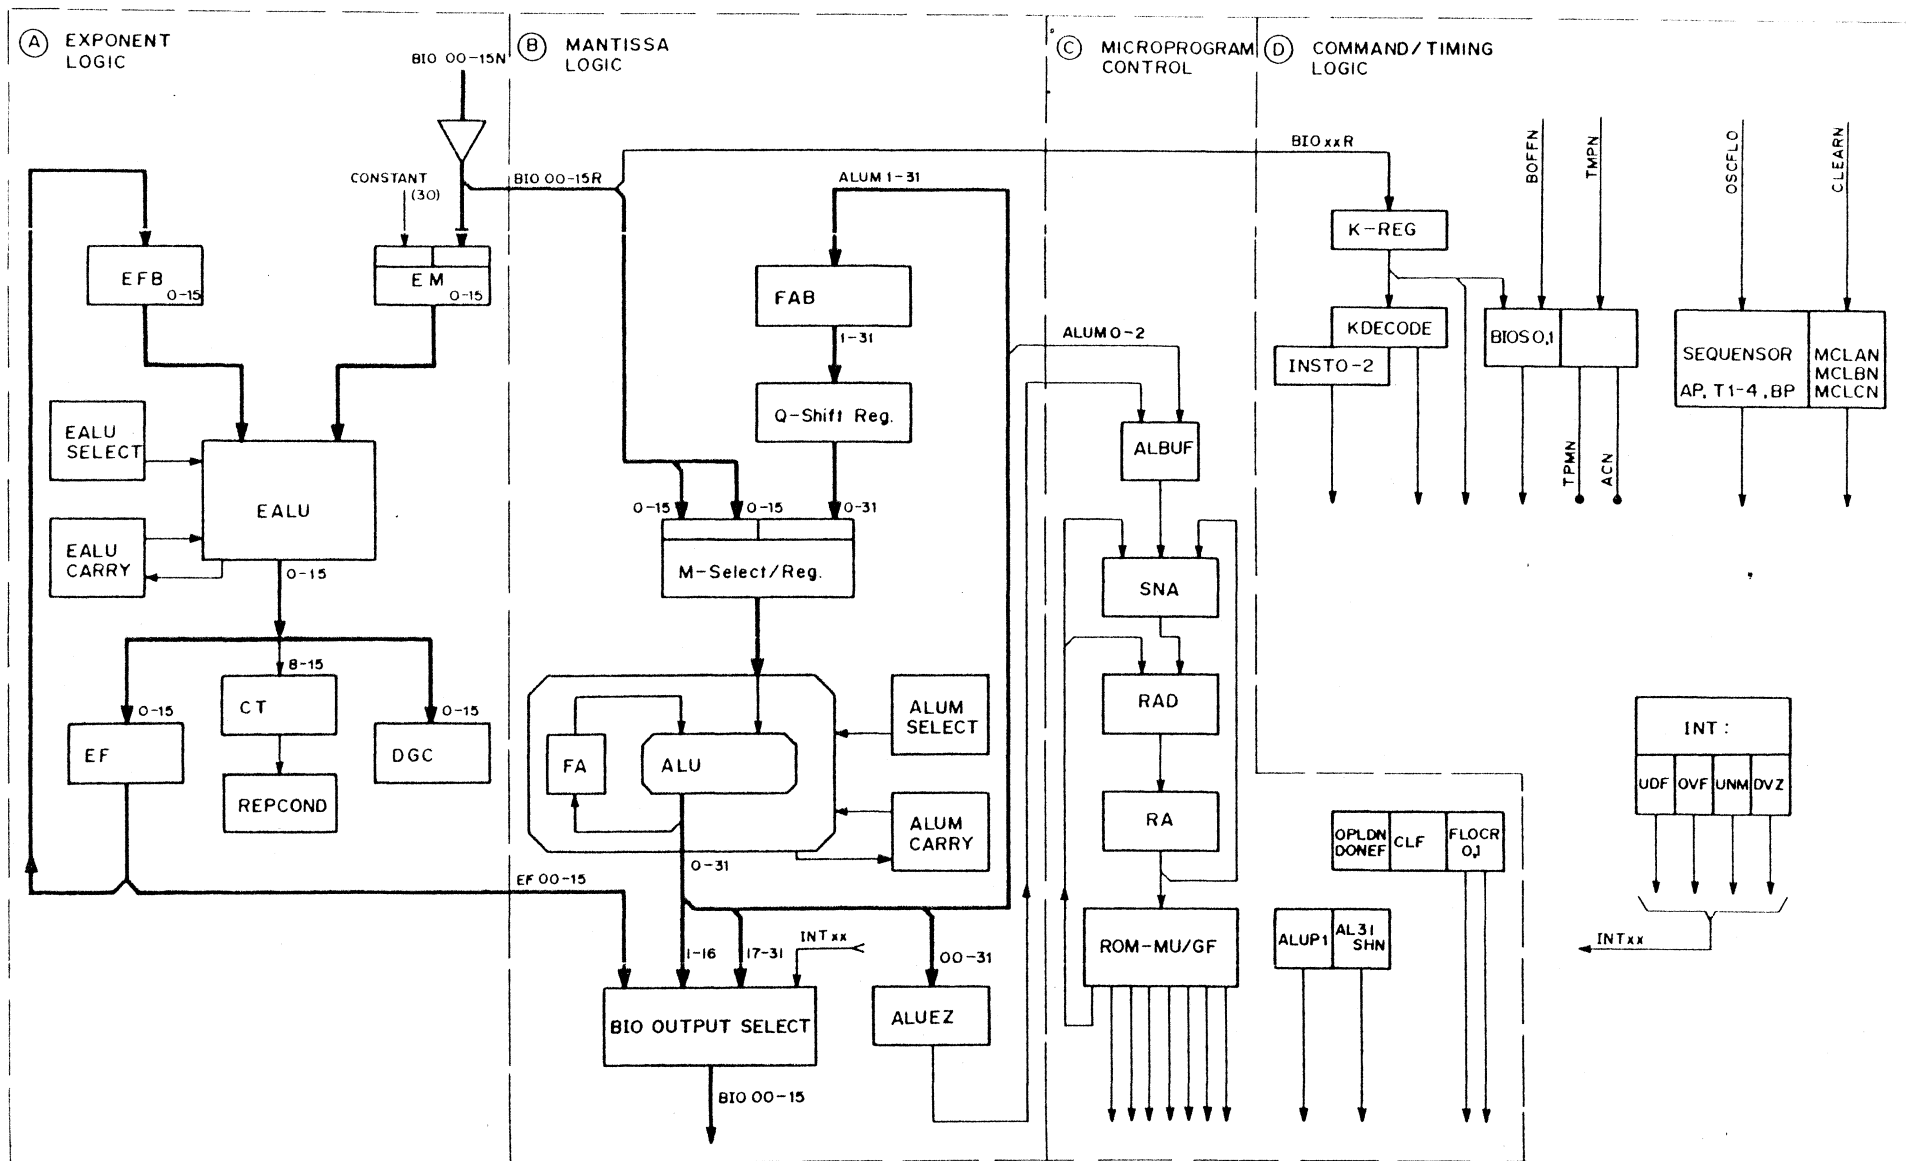 A EXPONENT
LOGIC
BIO 00-15N
B MANTISSA
LOGIC
C MICROPROGRAM
CONTROL
D COMMAND/TIMING
LOGIC
CONSTANT
(30)
BIO 00-15R
ALUM 1-31
BIO xxR
BOFFN
TMPN
OSCFLO
CLEARN
EFB
0-15
EM
0-15
FAB
1-31
Q-Shift Reg.
0-15
0-15
0-31
M-Select/Reg.
EALU
SELECT
EALU
EALU
CARRY
0-15
8-15
CT
0-15
EF
0-15
DGC
REPCOND
FA
ALU
ALUM
SELECT
ALUM
CARRY
0-31
EF 00-15
1-16
17-31
INT xx
00-31
BIO OUTPUT SELECT
ALUEZ
BIO 00-15
ALUM 0-2
ALBUF
SNA
RAD
RA
ROM-MU/GF
K-REG
KDECODE
INSTO-2
BIOS 0,1
TPMN
ACN
SEQUENSOR
AP, T1-4, BP
MCLAN
MCLBN
MCLCN
INT :
UDF
OVF
UNM
DVZ
INT xx
OPLDN
DONEF
CLF
FLOCR
0,1
ALUP1
AL31
SHN